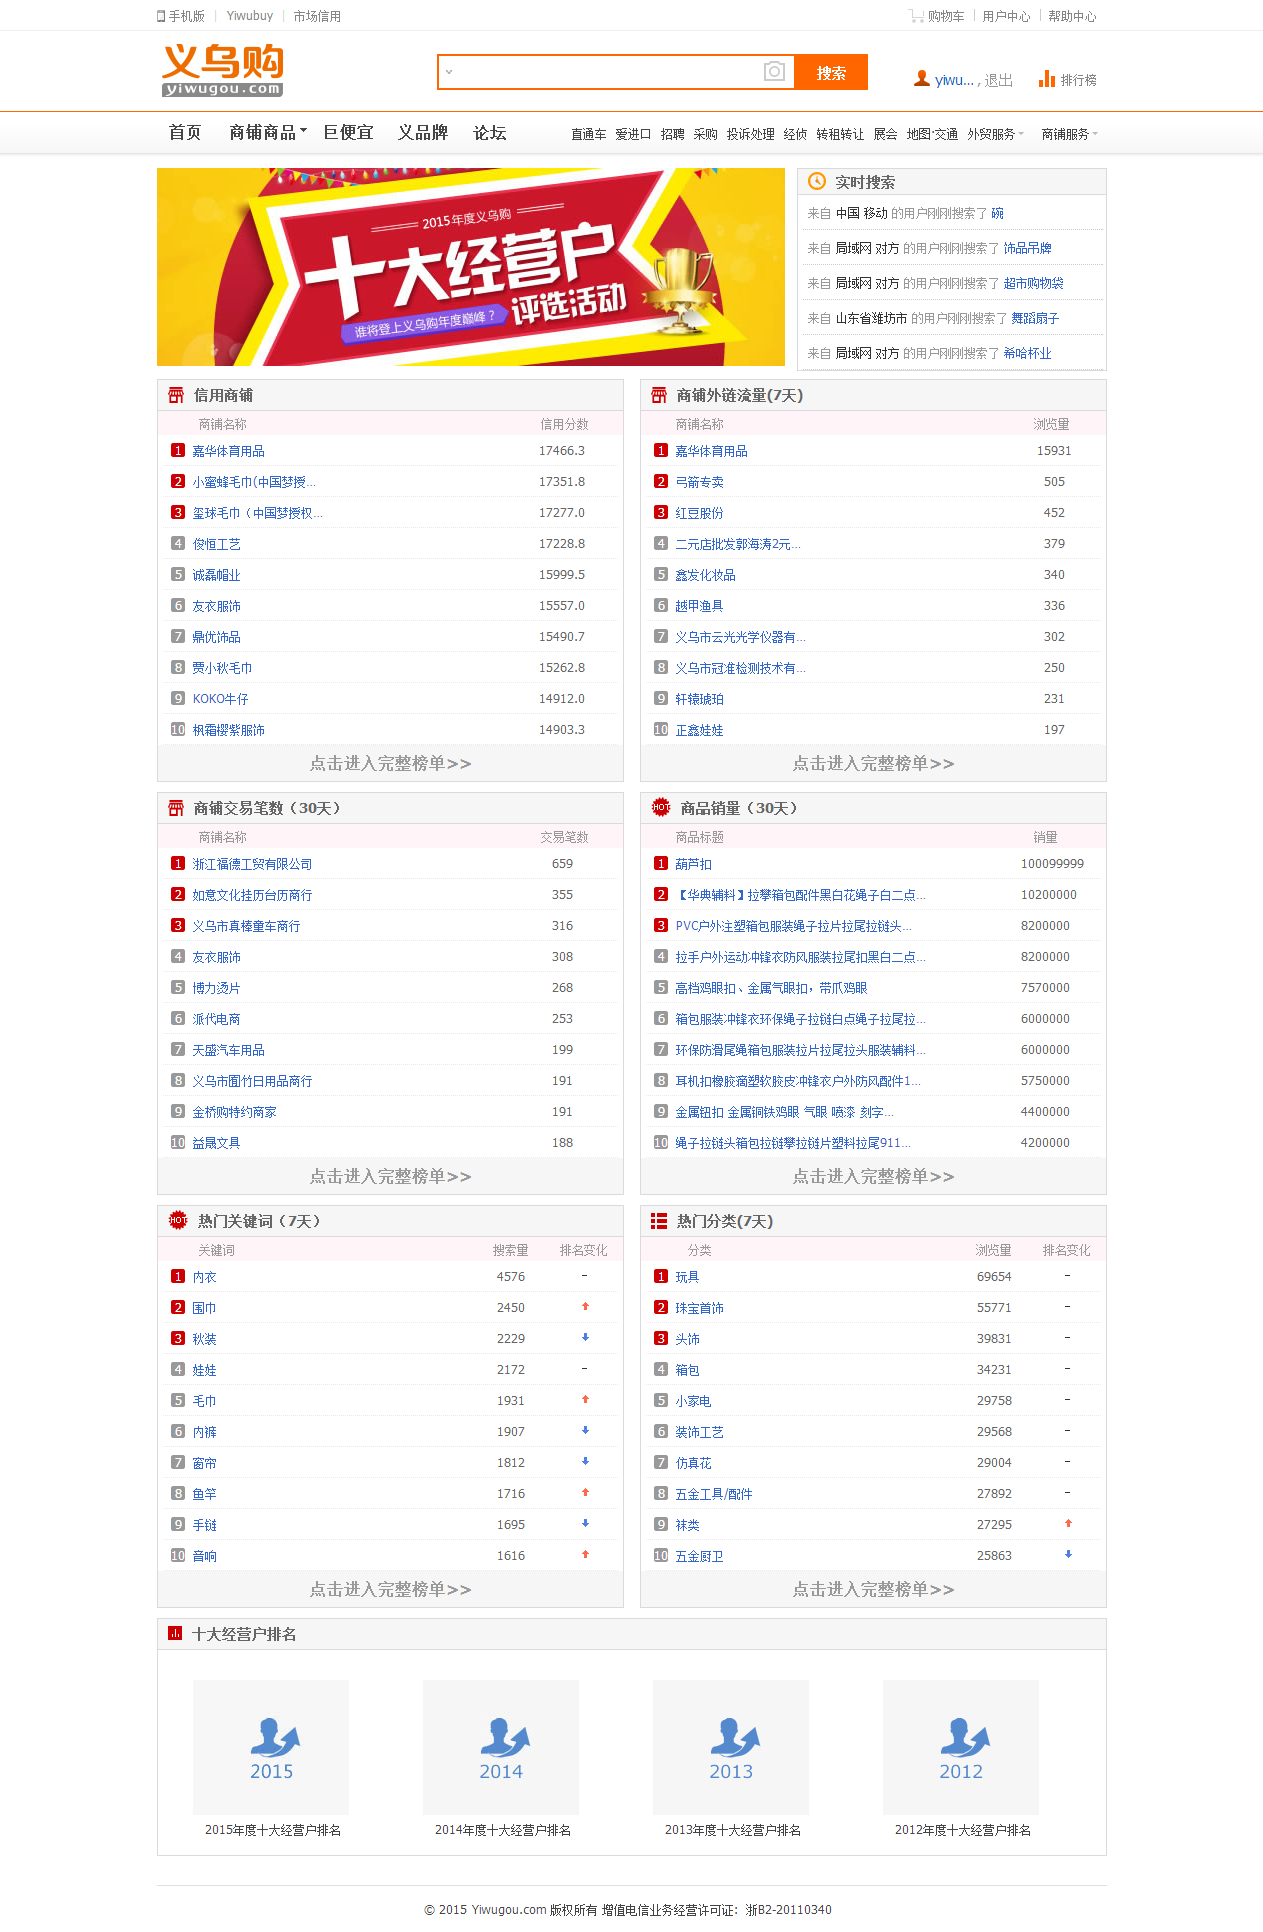 手机版 Yiwubuy 市场信用 购物车 用户中心 帮助中心
义乌购
yiwugou.com
搜索
yiwu... , 退出 排行榜
首页 商铺商品 巨便宜 义品牌 论坛 直通车 爱进口 招聘 采购 投诉处理 经侦 转租转让 展会 地图·交通 外贸服务 商铺服务
2015年度义乌购
十大经营户
评选活动
谁将登上义乌购年度巅峰？
实时搜索
来自 中国 移动 的用户刚刚搜索了 碗
来自 局域网 对方 的用户刚刚搜索了 饰品吊牌
来自 局域网 对方 的用户刚刚搜索了 超市购物袋
来自 山东省潍坊市 的用户刚刚搜索了 舞蹈扇子
来自 局域网 对方 的用户刚刚搜索了 希哈杯业
信用商铺
商铺名称 信用分数
1 嘉华体育用品 17466.3
2 小蜜蜂毛巾(中国梦授... 17351.8
3 玺球毛巾（中国梦授权... 17277.0
4 俊恒工艺 17228.8
5 诚磊帽业 15999.5
6 友衣服饰 15557.0
7 鼎优饰品 15490.7
8 贾小秋毛巾 15262.8
9 KOKO牛仔 14912.0
10 枫霜樱紫服饰 14903.3
点击进入完整榜单>>
商铺外链流量(7天)
商铺名称 浏览量
1 嘉华体育用品 15931
2 弓箭专卖 505
3 红豆股份 452
4 二元店批发郭海涛2元... 379
5 鑫发化妆品 340
6 越甲渔具 336
7 义乌市云光光学仪器有... 302
8 义乌市冠准检测技术有... 250
9 轩辕琥珀 231
10 正鑫娃娃 197
点击进入完整榜单>>
商铺交易笔数（30天）
商铺名称 交易笔数
1 浙江福德工贸有限公司 659
2 如意文化挂历台历商行 355
3 义乌市真棒童车商行 316
4 友衣服饰 308
5 博力烫片 268
6 派代电商 253
7 天盛汽车用品 199
8 义乌市囿竹日用品商行 191
9 金桥购特约商家 191
10 益晟文具 188
点击进入完整榜单>>
HOT 商品销量（30天）
商品标题 销量
1 葫芦扣 100099999
2 【华典辅料】拉攀箱包配件黑白花绳子白二点... 10200000
3 PVC户外注塑箱包服装绳子拉片拉尾拉链头... 8200000
4 拉手户外运动冲锋衣防风服装拉尾扣黑白二点... 8200000
5 高档鸡眼扣、金属气眼扣，带爪鸡眼 7570000
6 箱包服装冲锋衣环保绳子拉链白点绳子拉尾拉... 6000000
7 环保防滑尾绳箱包服装拉片拉尾拉头服装辅料... 6000000
8 耳机扣橡胶滴塑软胶皮冲锋衣户外防风配件1... 5750000
9 金属钮扣 金属铜铁鸡眼 气眼 喷漆 刻字... 4400000
10 绳子拉链头箱包拉链攀拉链片塑料拉尾911... 4200000
点击进入完整榜单>>
HOT 热门关键词（7天）
关键词 搜索量 排名变化
1 内衣 4576 -
2 围巾 2450
3 秋装 2229
4 娃娃 2172 -
5 毛巾 1931
6 内裤 1907
7 窗帘 1812
8 鱼竿 1716
9 手链 1695
10 音响 1616
点击进入完整榜单>>
热门分类(7天)
分类 浏览量 排名变化
1 玩具 69654 -
2 珠宝首饰 55771 -
3 头饰 39831 -
4 箱包 34231 -
5 小家电 29758 -
6 装饰工艺 29568 -
7 仿真花 29004 -
8 五金工具/配件 27892 -
9 袜类 27295
10 五金厨卫 25863
点击进入完整榜单>>
十大经营户排名
2015 2014 2013 2012
2015年度十大经营户排名 2014年度十大经营户排名 2013年度十大经营户排名 2012年度十大经营户排名
© 2015 Yiwugou.com 版权所有 增值电信业务经营许可证：浙B2-20110340